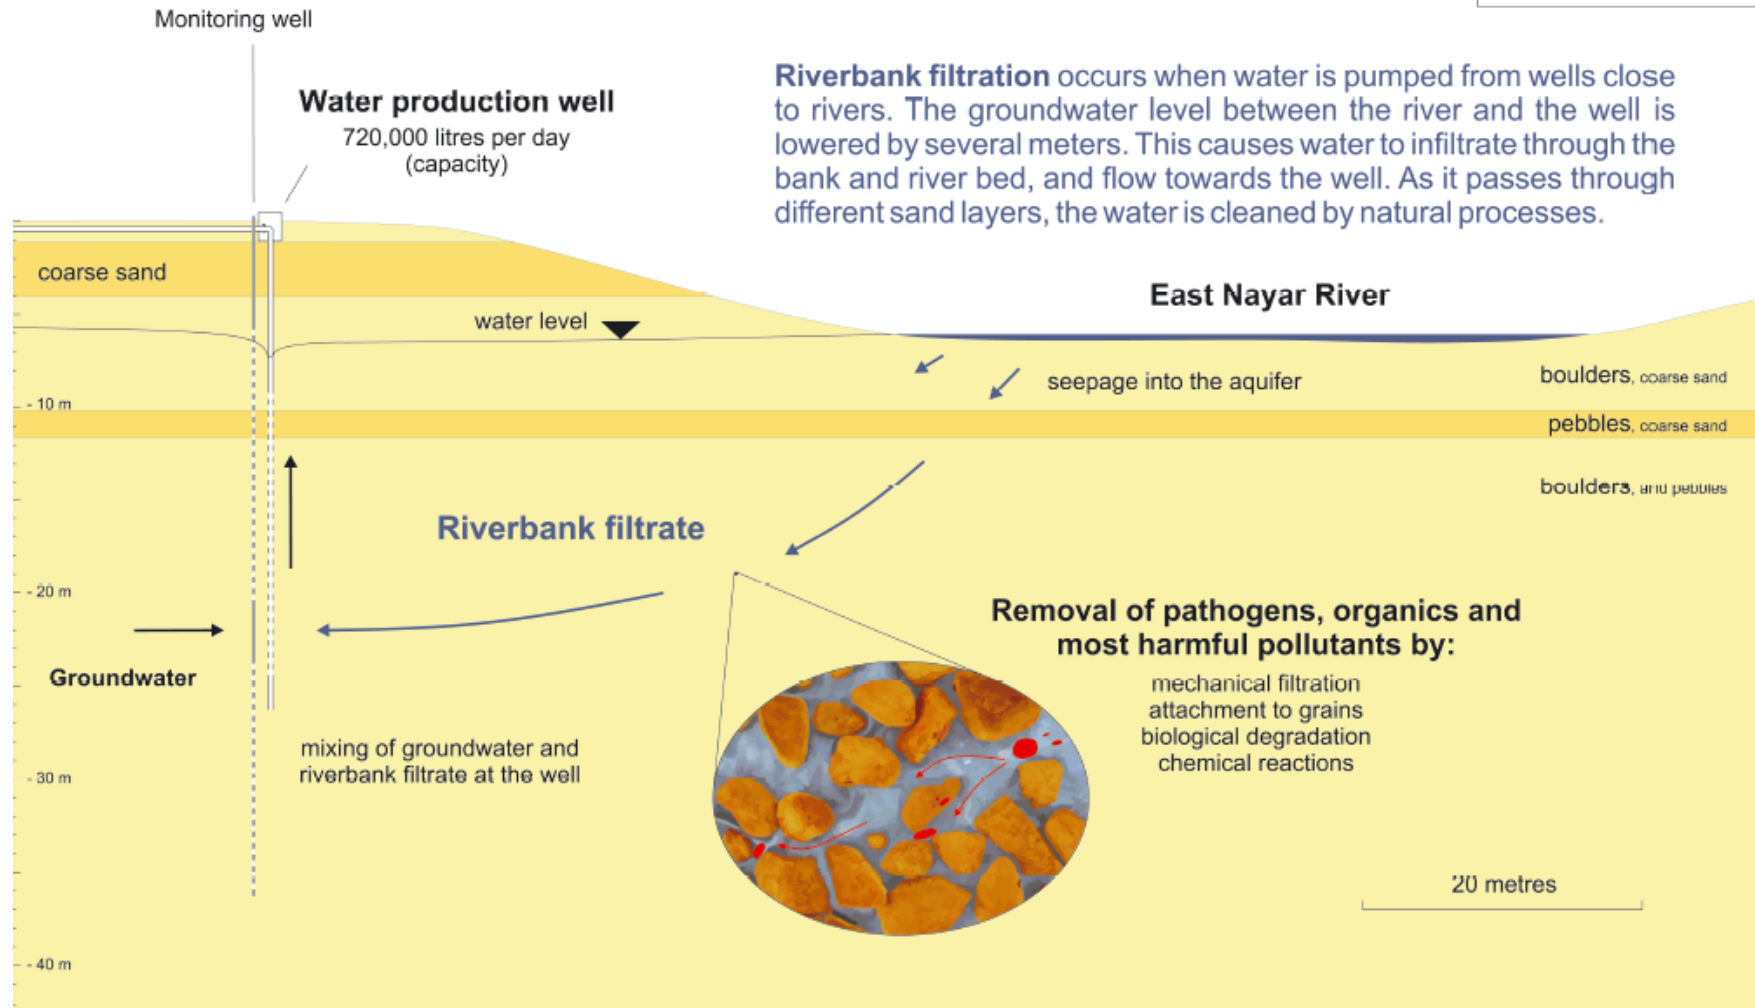 Monitoring well
Water production well
720,000 litres per day
(capacity)
Riverbank filtration occurs when water is pumped from wells close
to rivers. The groundwater level between the river and the well is
lowered by several meters. This causes water to infiltrate through the
bank and river bed, and flow towards the well. As it passes through
different sand layers, the water is cleaned by natural processes.
coarse sand
water level
East Nayar River
seepage into the aquifer
boulders, coarse sand
- 10 m
pebbles, coarse sand
boulders, and pebbles
Riverbank filtrate
- 20 m
Groundwater
Removal of pathogens, organics and
most harmful pollutants by:
mechanical filtration
attachment to grains
biological degradation
chemical reactions
mixing of groundwater and
riverbank filtrate at the well
- 30 m
20 metres
- 40 m